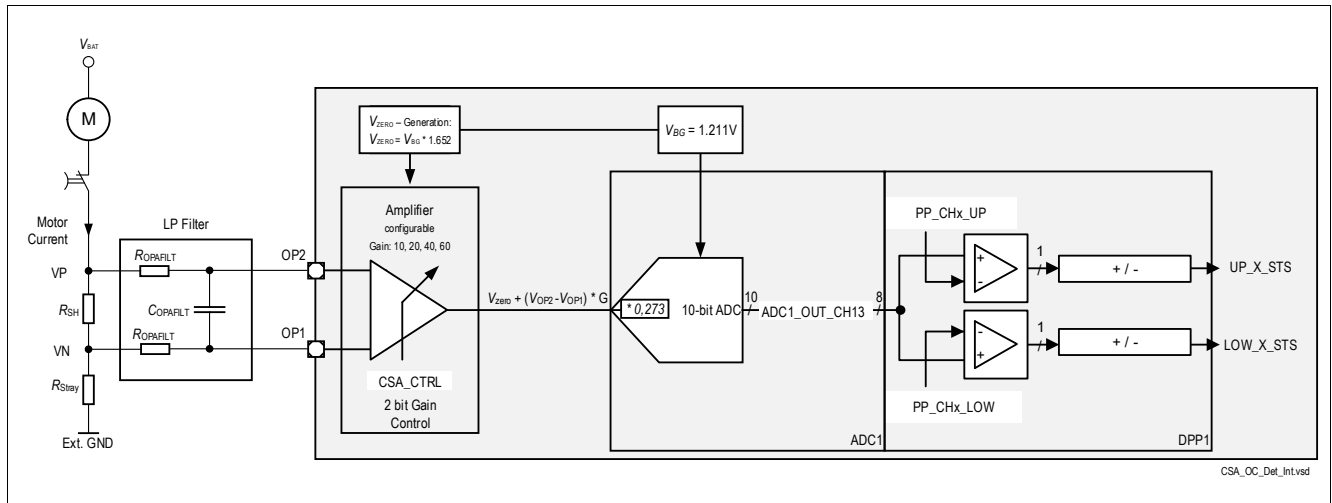 VBAT
M
Motor
Current
VP
RSH
VN
RStray
Ext. GND
LP Filter
ROPAFILT
COPAFILT
ROPAFILT
OP2
OP1
VZERO – Generation:
VZERO = VBG * 1.652
VBG = 1.211V
Amplifier
configurable
Gain: 10, 20, 40, 60
CSA_CTRL
2 bit Gain
Control
Vzero + (VOP2-VOP1) * G
* 0,273
10-bit ADC
10
ADC1_OUT_CH13
8
ADC1
PP_CHx_UP
+
-
1
+ / -
UP_X_STS
-
+
1
+ / -
LOW_X_STS
PP_CHx_LOW
DPP1
CSA_OC_Det_Int.vsd